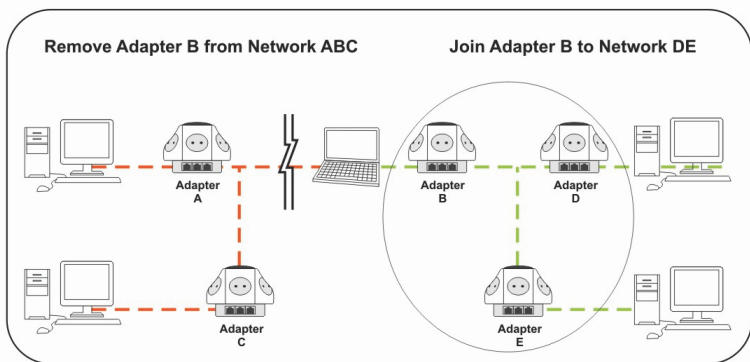 Remove Adapter B from Network ABC
Join Adapter B to Network DE
Adapter
A
Adapter
B
Adapter
D
Adapter
C
Adapter
E